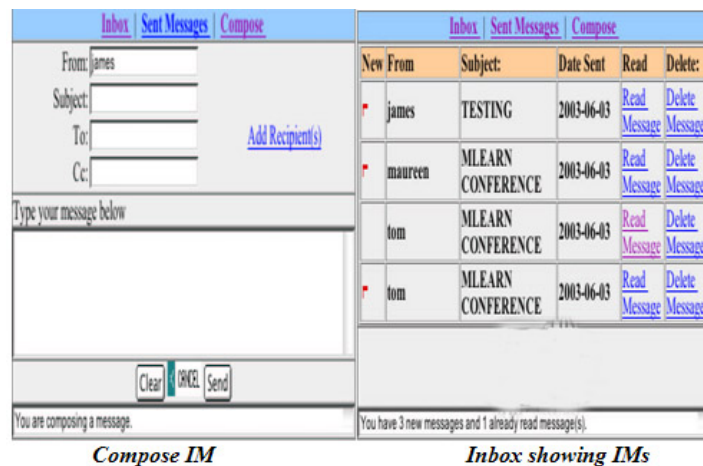 Inbox | Sent Messages | Compose
From: james
Subject:
To:
Add Recipient(s)
Cc:
Type your message below
Clear < CANCEL Send
You are composing a message.
Compose IM
Inbox | Sent Messages | Compose
New From Subject: Date Sent Read Delete:
james TESTING 2003-06-03 Read Message Delete Message
maureen MLEARN CONFERENCE 2003-06-03 Read Message Delete Message
tom MLEARN CONFERENCE 2003-06-03 Read Message Delete Message
tom MLEARN CONFERENCE 2003-06-03 Read Message Delete Message
You have 3 new messages and 1 already read message(s).
Inbox showing IMs